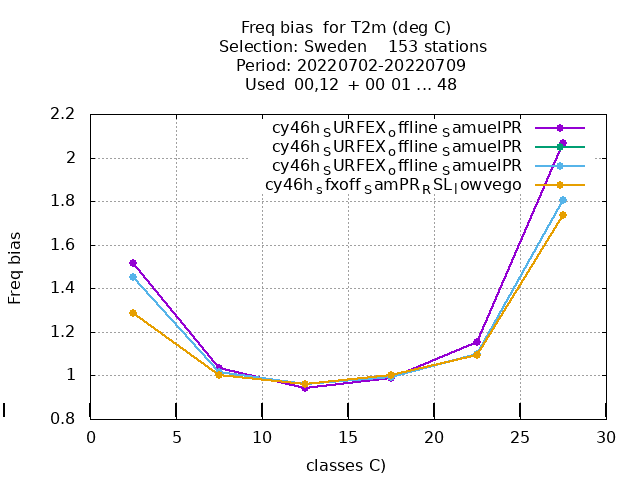 Freq bias  for T2m (deg C)
Selection: Sweden    153 stations
Period: 20220702-20220709
Used  00,12  + 00 01 ... 48
cy46h_SURFEX_offline_SamuelPR
cy46h_SURFEX_offline_SamuelPR
cy46h_SURFEX_offline_SamuelPR
cy46h_sfxoff_SamPR_RSL_lowvego
2.2
2
1.8
1.6
1.4
1.2
1
0.8
Freq bias
0 5 10 15 20 25 30
classes C)